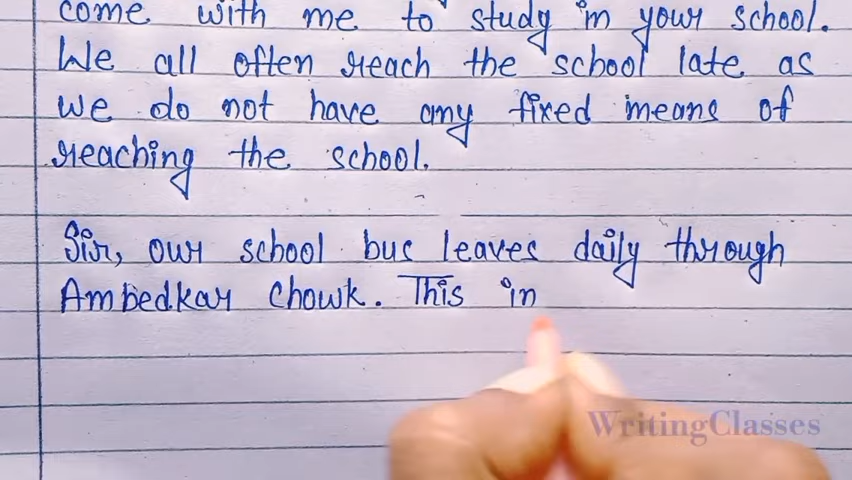 come with me to study in your school.
We all often reach the school late as
we do not have any fixed means of
reaching the school.
Sir, our school bus leaves daily through
Ambedkar Chowk. This in
WritingClasses